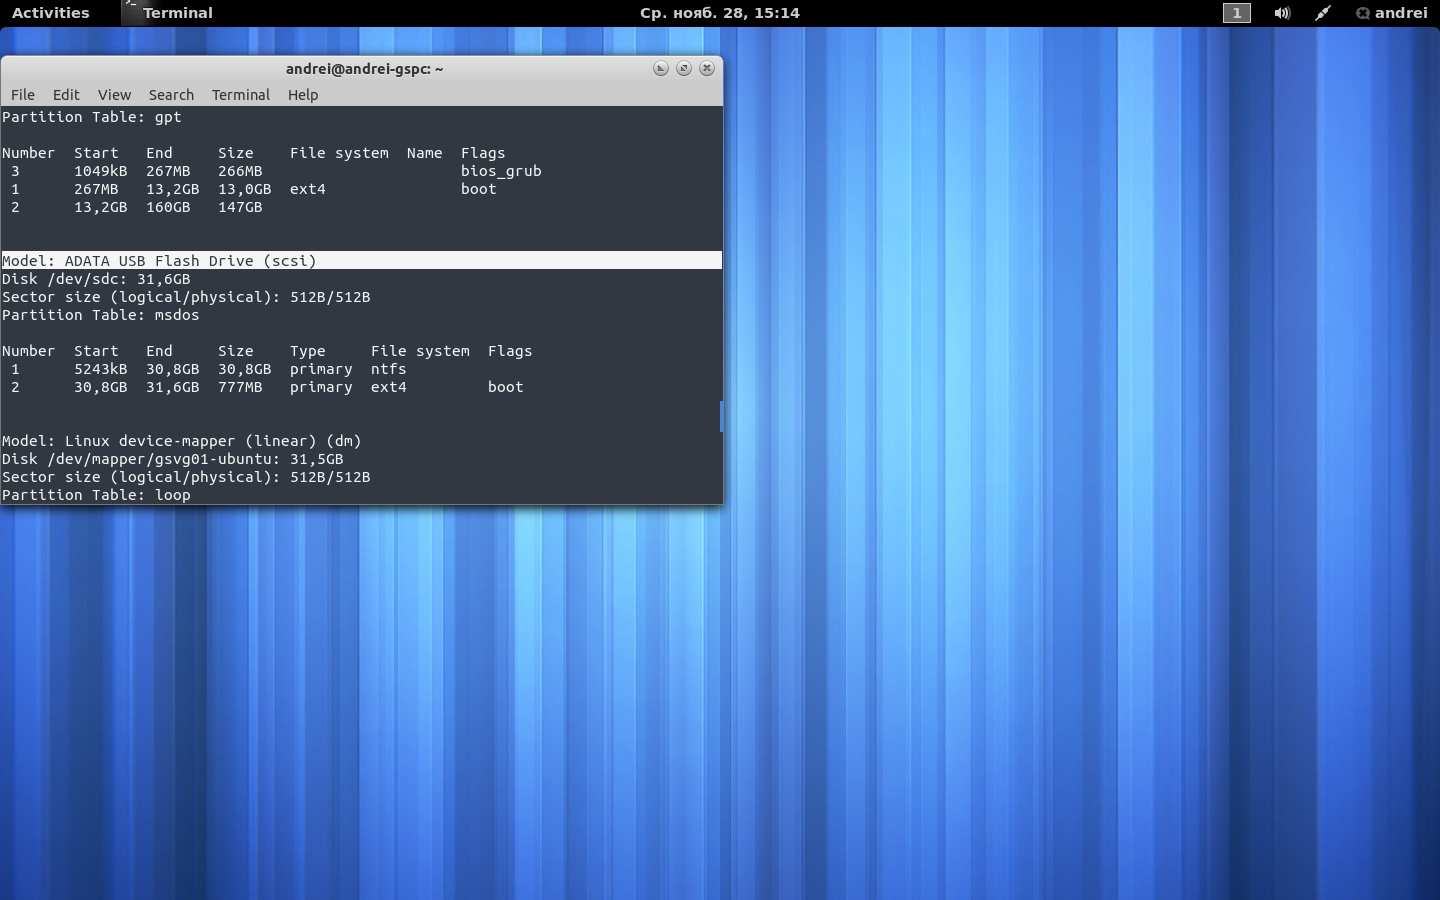 Activities Terminal Ср. нояб. 28, 15:14 1 andrei
andrei@andrei-gspc: ~
File Edit View Search Terminal Help
Partition Table: gpt
Number  Start   End     Size    File system  Name  Flags
 3      1049kB  267MB   266MB                      bios_grub
 1      267MB   13,2GB  13,0GB  ext4               boot
 2      13,2GB  160GB   147GB
Model: ADATA USB Flash Drive (scsi)
Disk /dev/sdc: 31,6GB
Sector size (logical/physical): 512B/512B
Partition Table: msdos
Number  Start   End     Size    Type     File system  Flags
 1      5243kB  30,8GB  30,8GB  primary  ntfs
 2      30,8GB  31,6GB  777MB   primary  ext4         boot
Model: Linux device-mapper (linear) (dm)
Disk /dev/mapper/gsvg01-ubuntu: 31,5GB
Sector size (logical/physical): 512B/512B
Partition Table: loop